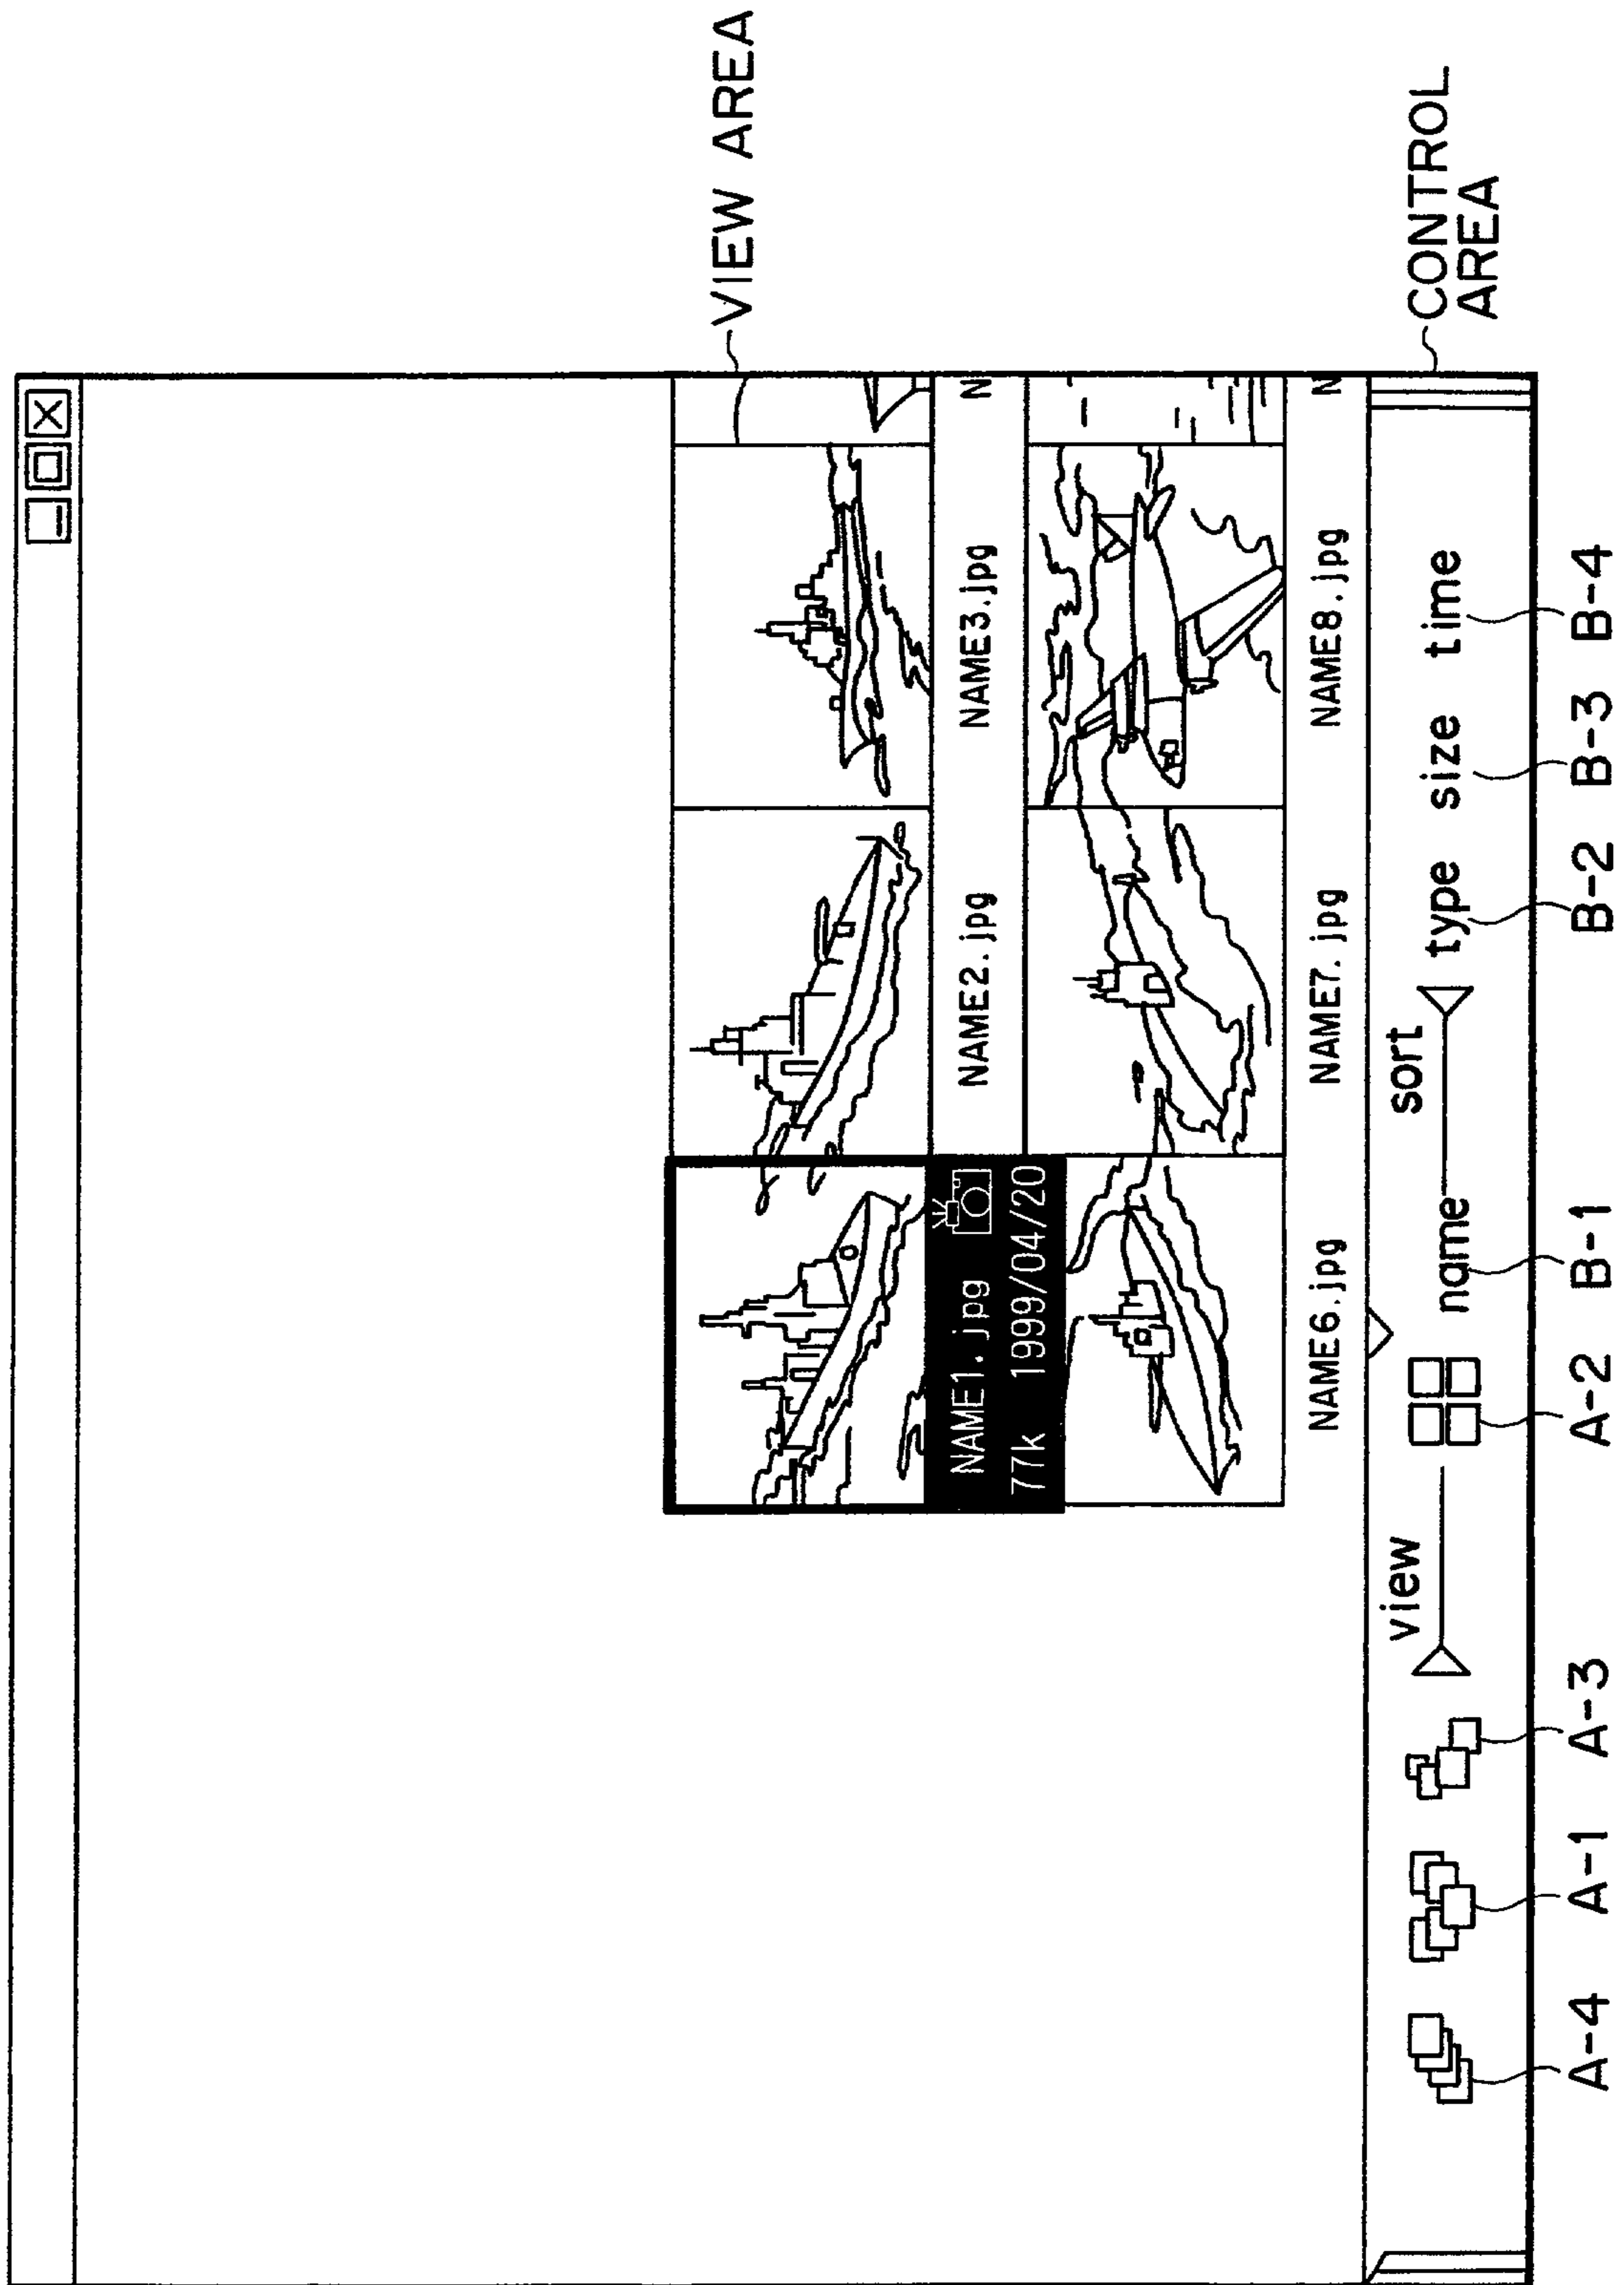 VIEW AREA
NAME1.jpg
77k 1999/04/20
NAME2.jpg
NAME3.jpg
N
NAME6.jpg
NAME7.jpg
NAME8.jpg
N
CONTROL
AREA
view
sort
name
type
size
time
A-4
A-1
A-3
A-2
B-1
B-2
B-3
B-4